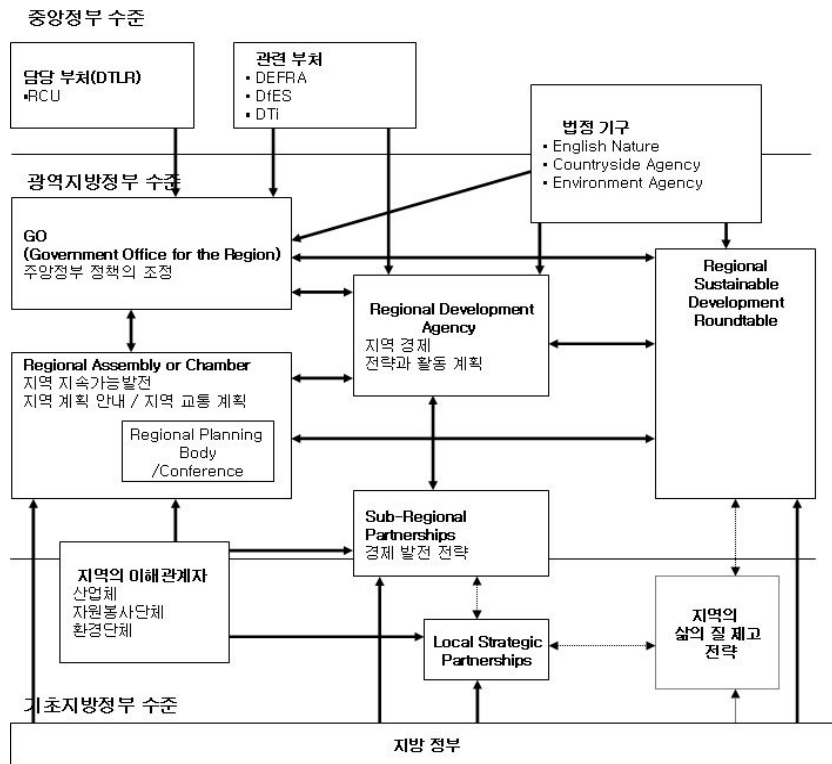 중앙정부 수준
담당 부처(DTLR)
▪RCU
관련 부처
▪ DEFRA
▪ DfES
▪ DTi
법정 기구
▪ English Nature
▪ Countryside Agency
▪ Environment Agency
광역지방정부 수준
GO
(Government Office for the Region)
주앙정부 정책의 조정
Regional Development
Agency
지역 경제
전략과 활동 계획
Regional
Sustainable
Development
Roundtable
Regional Assembly or Chamber
지역 지속가능발전
지역 계획 안내 / 지역 교통 계획
Regional Planning
Body
/Conference
Sub-Regional
Partnerships
경제 발전 전략
지역의 이해관계자
산업체
자원봉사단체
환경단체
Local Strategic
Partnerships
지역의
삶의 질 제고
전략
기초지방정부 수준
지방 정부